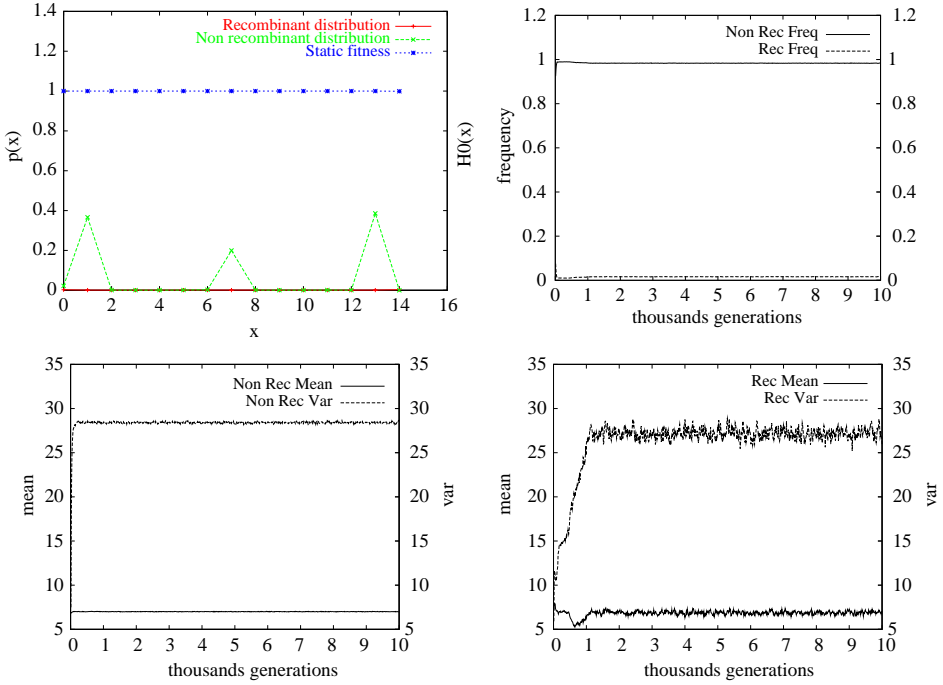 Recombinant distribution
Non recombinant distribution
Static fitness
1.4
1.2
1
0.8
0.6
0.4
0.2
0
p(x)
0 2 4 6 8 10 12 14 16
x
H0(x)
Non Rec Freq
Rec Freq
1.2
1
0.8
0.6
0.4
0.2
0
frequency
1.2
1
0.8
0.6
0.4
0.2
0
0 1 2 3 4 5 6 7 8 9 10
thousands generations
Non Rec Mean
Non Rec Var
35
30
25
20
15
10
5
mean
35
30
25
20
15
10
5
var
0 1 2 3 4 5 6 7 8 9 10
thousands generations
Rec Mean
Rec Var
35
30
25
20
15
10
5
mean
35
30
25
20
15
10
5
var
0 1 2 3 4 5 6 7 8 9 10
thousands generations